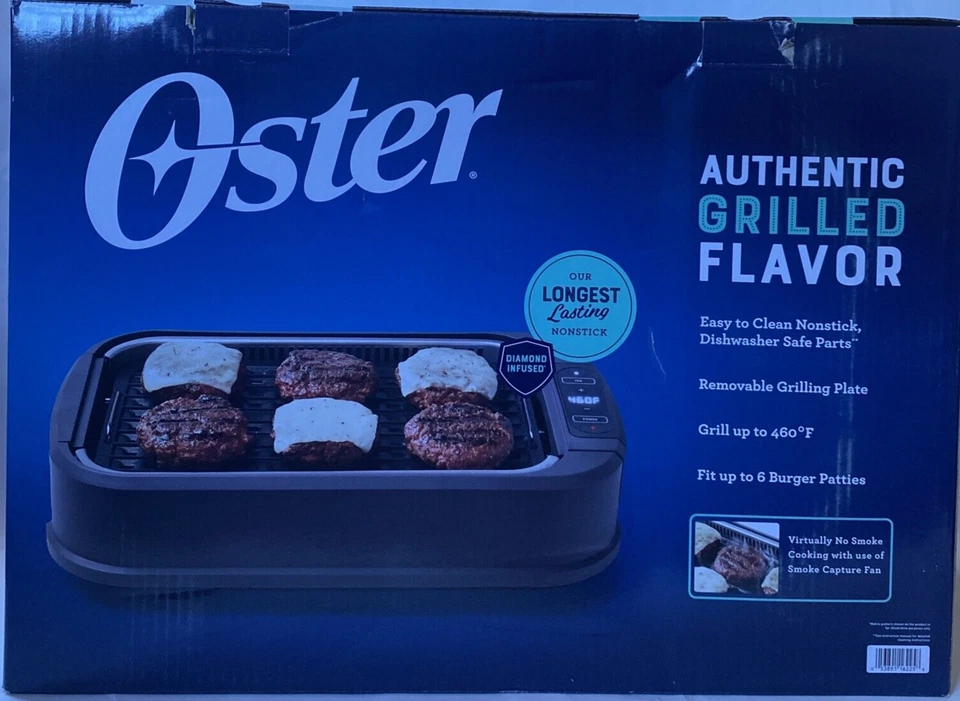 Oster®
AUTHENTIC
GRILLED
FLAVOR
OUR
LONGEST
Lasting
NONSTICK
DIAMOND
INFUSED*
460F
Easy to Clean Nonstick,
Dishwasher Safe Parts**
Removable Grilling Plate
Grill up to 460°F
Fit up to 6 Burger Patties
Virtually No Smoke
Cooking with use of
Smoke Capture Fan